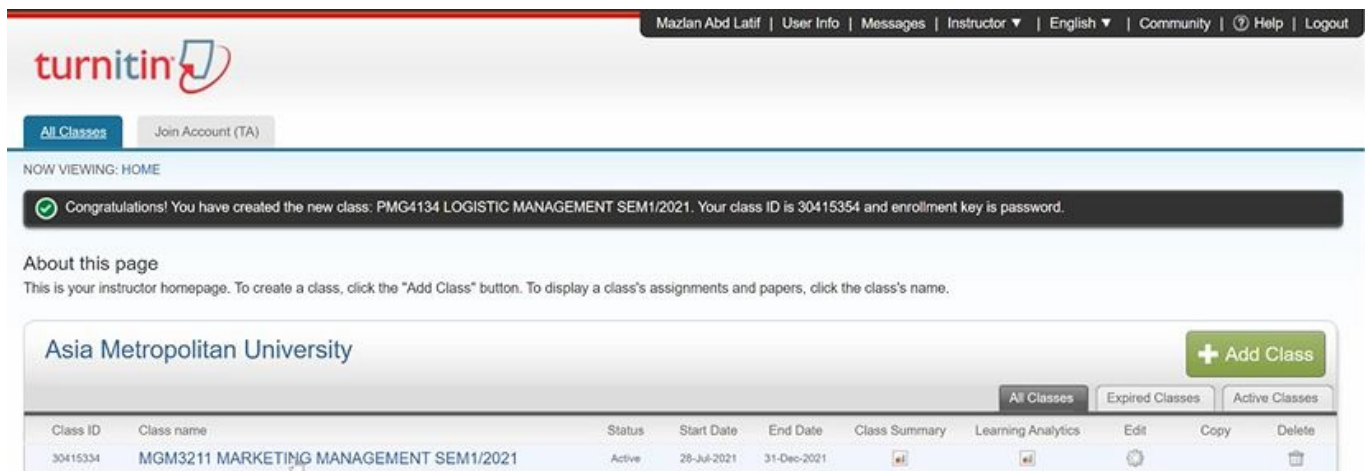 Mazlan Abd Latif | User Info | Messages | Instructor ▼ | English ▼ | Community | ? Help | Logout
turnitin
All Classes Join Account (TA)
NOW VIEWING: HOME
Congratulations! You have created the new class: PMG4134 LOGISTIC MANAGEMENT SEM1/2021. Your class ID is 30415354 and enrollment key is password.
About this page
This is your instructor homepage. To create a class, click the "Add Class" button. To display a class's assignments and papers, click the class's name.
Asia Metropolitan University
+ Add Class
All Classes Expired Classes Active Classes
Class ID Class name Status Start Date End Date Class Summary Learning Analytics Edit Copy Delete
30415334 MGM3211 MARKETING MANAGEMENT SEM1/2021 Active 28-Jul-2021 31-Dec-2021